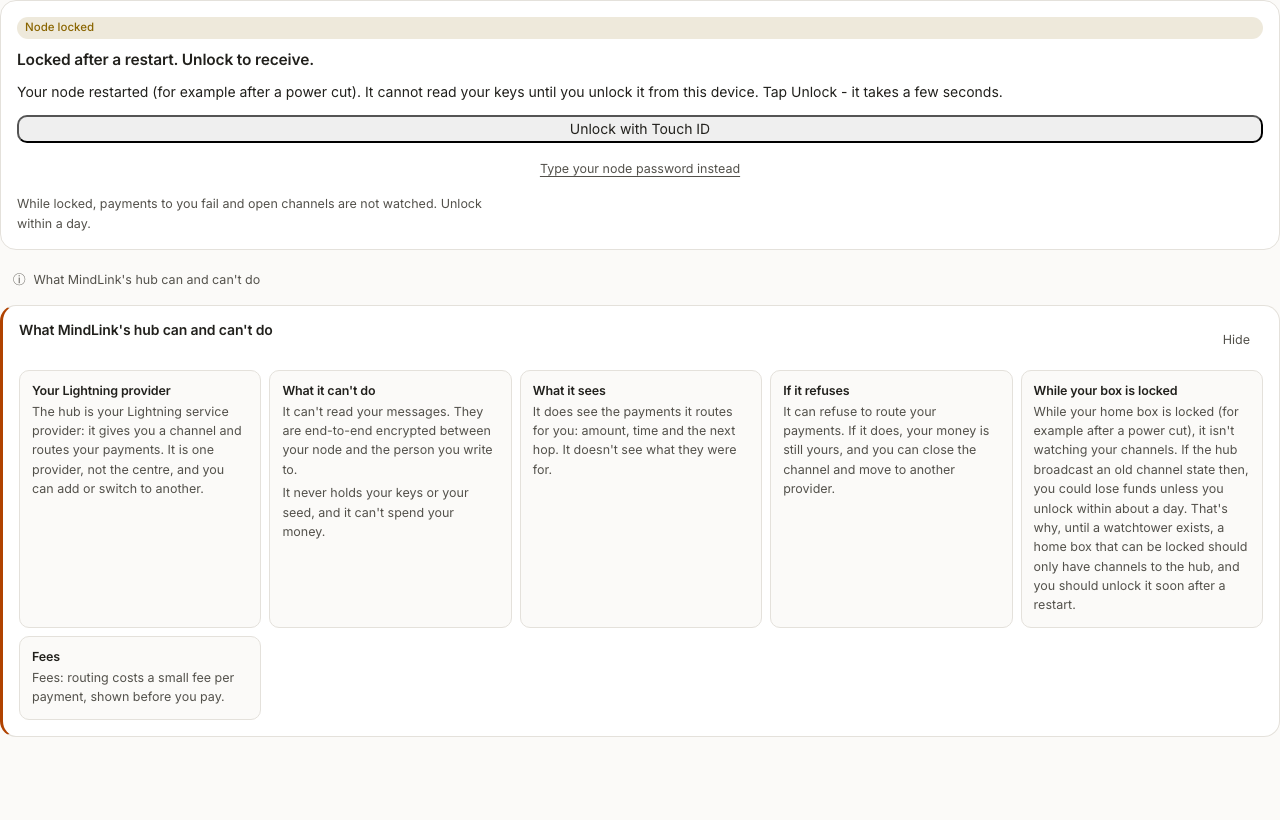 Node locked
Locked after a restart. Unlock to receive.
Your node restarted (for example after a power cut). It cannot read your keys until you unlock it from this device. Tap Unlock - it takes a few seconds.
Unlock with Touch ID
Type your node password instead
While locked, payments to you fail and open channels are not watched. Unlock
within a day.
ⓘ What MindLink's hub can and can't do
What MindLink's hub can and can't do
Hide
Your Lightning provider
The hub is your Lightning service
provider: it gives you a channel and
routes your payments. It is one
provider, not the centre, and you
can add or switch to another.
What it can't do
It can't read your messages. They
are end-to-end encrypted between
your node and the person you write
to.
It never holds your keys or your
seed, and it can't spend your
money.
What it sees
It does see the payments it routes
for you: amount, time and the next
hop. It doesn't see what they were
for.
If it refuses
It can refuse to route your
payments. If it does, your money is
still yours, and you can close the
channel and move to another
provider.
While your box is locked
While your home box is locked (for
example after a power cut), it isn't
watching your channels. If the hub
broadcast an old channel state then,
you could lose funds unless you
unlock within about a day. That's
why, until a watchtower exists, a
home box that can be locked should
only have channels to the hub, and
you should unlock it soon after a
restart.
Fees
Fees: routing costs a small fee per
payment, shown before you pay.